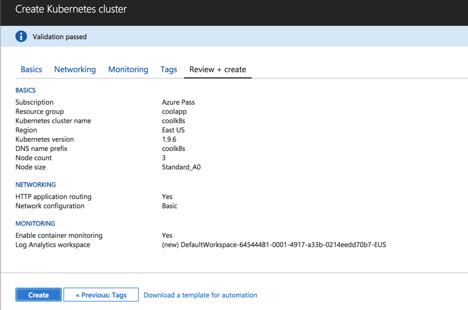 Create Kubernetes cluster
Validation passed
Basics Networking Monitoring Tags Review + create
BASICS
Subscription Azure Pass
Resource group coolapp
Kubernetes cluster name coolk8s
Region East US
Kubernetes version 1.9.6
DNS name prefix coolk8s
Node count 3
Node size Standard_A0
NETWORKING
HTTP application routing Yes
Network configuration Basic
MONITORING
Enable container monitoring Yes
Log Analytics workspace (new) DefaultWorkspace-64544481-0001-4917-a33b-0214eedd70b7-EUS
Create « Previous: Tags Download a template for automation